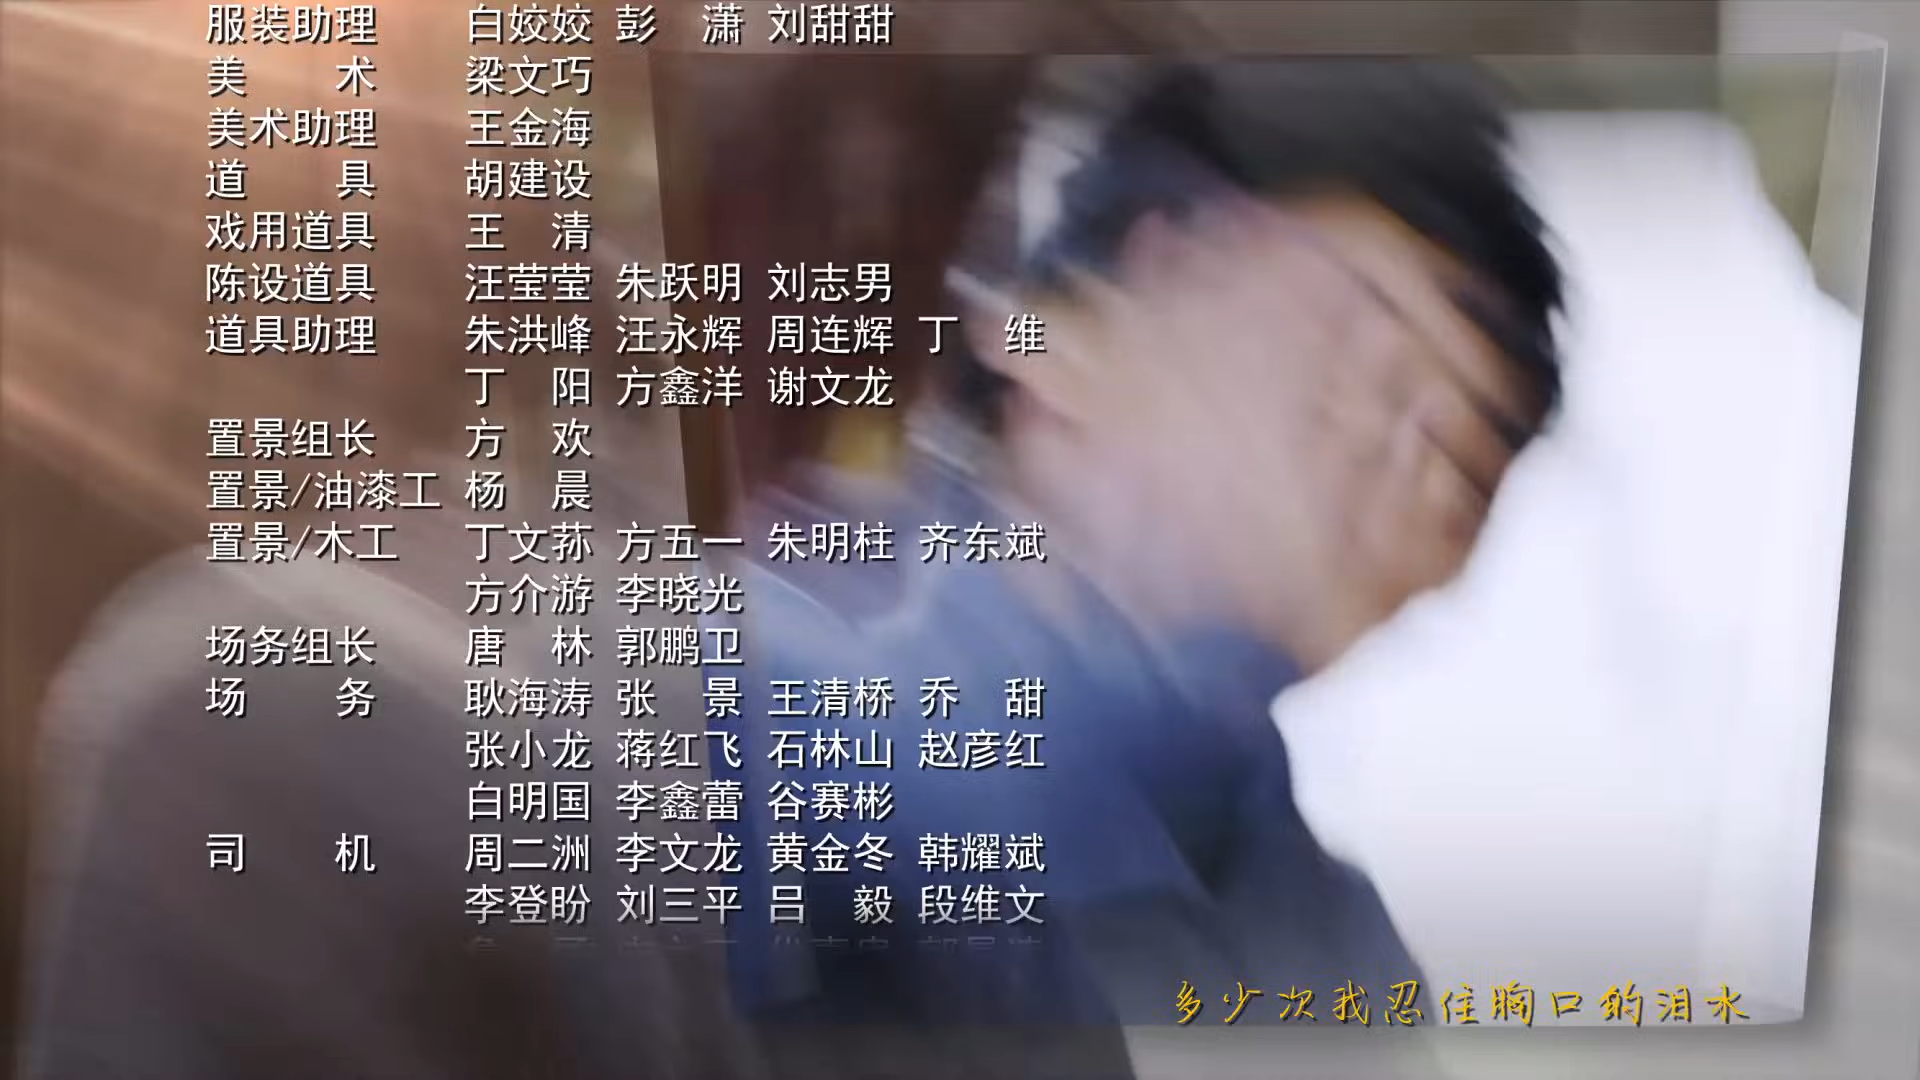 服装助理 白姣姣 彭潇 刘甜甜
美术 梁文巧
美术助理 王金海
道具 胡建设
戏用道具 王清
陈设道具 汪莹莹 朱跃明 刘志男
道具助理 朱洪峰 汪永辉 周连辉 丁维
丁阳 方鑫洋 谢文龙
置景组长 方欢
置景/油漆工 杨晨
置景/木工 丁文荪 方五一 朱明柱 齐东斌
方介游 李晓光
场务组长 唐林 郭鹏卫
场务 耿海涛 张景 王清桥 乔甜
张小龙 蒋红飞 石林山 赵彦红
白明国 李鑫蕾 谷赛彬
司机 周二洲 李文龙 黄金冬 韩耀斌
李登盼 刘三平 吕毅 段维文
多少次我忍住胸口的泪水